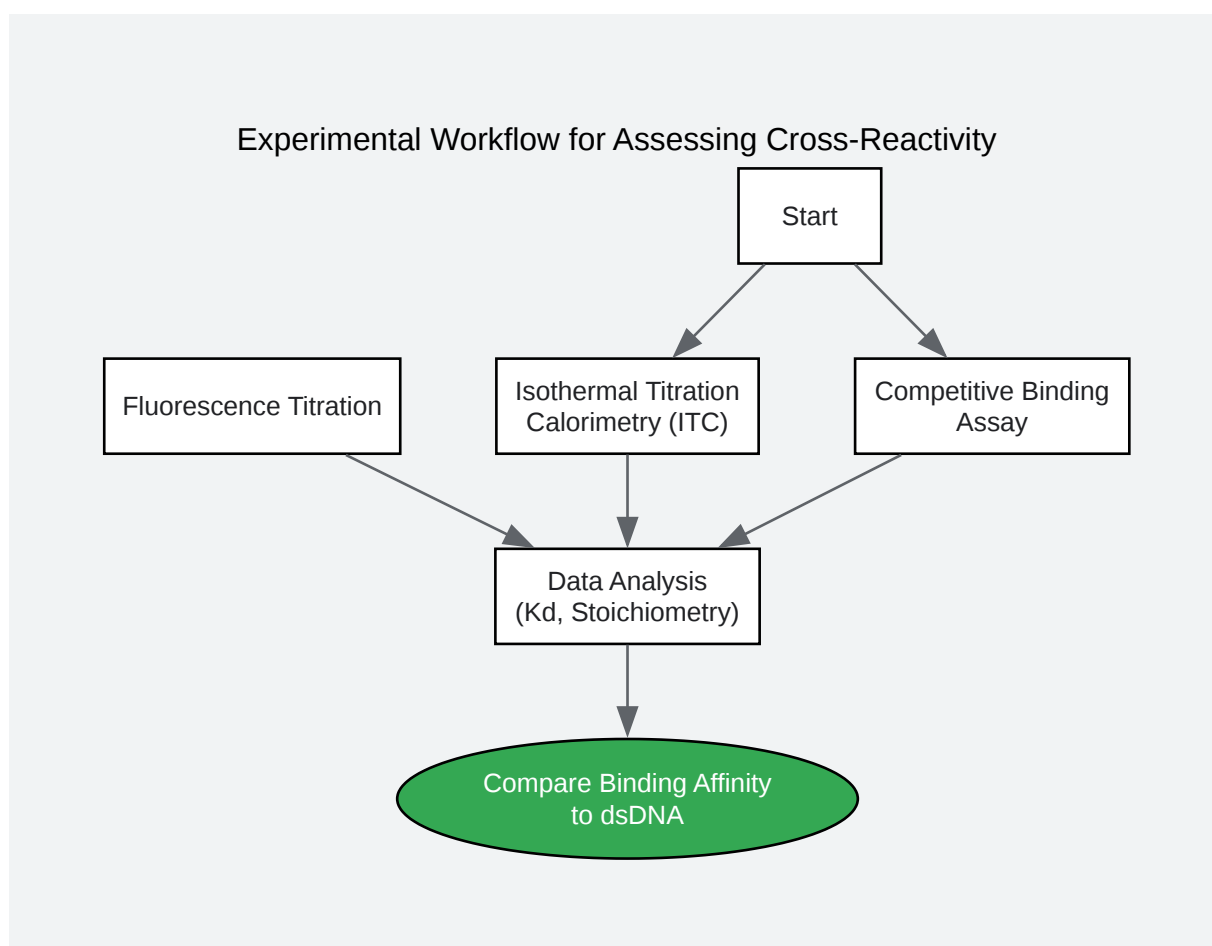 Experimental Workflow for Assessing Cross-Reactivity
Start
Fluorescence Titration
Isothermal Titration
Calorimetry (ITC)
Competitive Binding
Assay
Data Analysis
(Kd, Stoichiometry)
Compare Binding Affinity
to dsDNA